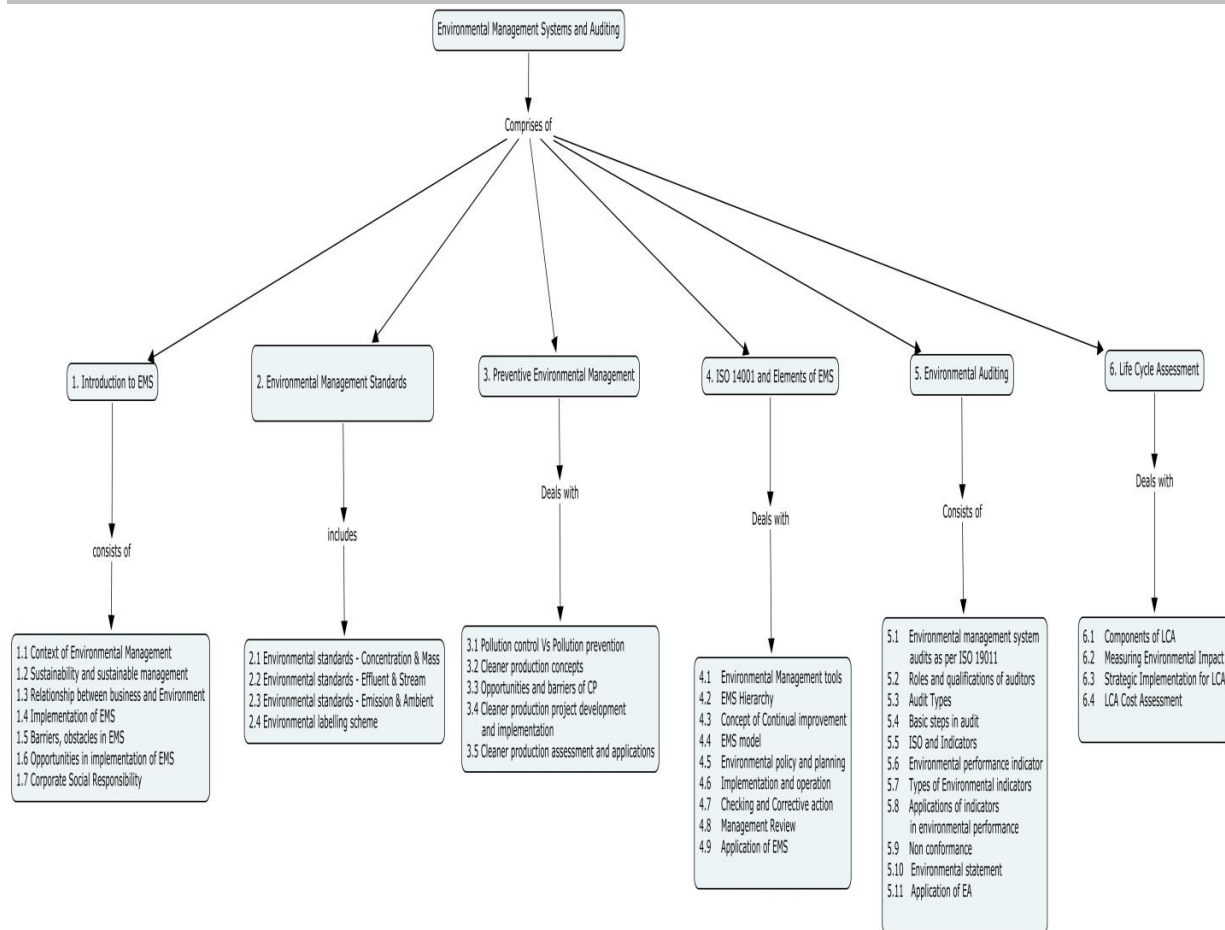 Environmental Management Systems and Auditing
Comprises of
1. Introduction to EMS
2. Environmental Management Standards
3. Preventive Environmental Management
4. ISO 14001 and Elements of EMS
5. Environmental Auditing
6. Life Cycle Assessment
consists of
includes
Deals with
Deals with
Consists of
Deals with
1.1 Context of Environmental Management
1.2 Sustainability and sustainable management
1.3 Relationship between business and Environment
1.4 Implementation of EMS
1.5 Barriers, obstacles in EMS
1.6 Opportunities in implementation of EMS
1.7 Corporate Social Responsibility
2.1 Environmental standards - Concentration & Mass
2.2 Environmental standards - Effluent & Stream
2.3 Environmental standards - Emission & Ambient
2.4 Environmental labelling scheme
3.1 Pollution control Vs Pollution prevention
3.2 Cleaner production concepts
3.3 Opportunities and barriers of CP
3.4 Cleaner production project development
and implementation
3.5 Cleaner production assessment and applications
4.1 Environmental Management tools
4.2 EMS Hierarchy
4.3 Concept of Continual improvement
4.4 EMS model
4.5 Environmental policy and planning
4.6 Implementation and operation
4.7 Checking and Corrective action
4.8 Management Review
4.9 Application of EMS
5.1 Environmental management system
audits as per ISO 19011
5.2 Roles and qualifications of auditors
5.3 Audit Types
5.4 Basic steps in audit
5.5 ISO and Indicators
5.6 Environmental performance indicator
5.7 Types of Environmental indicators
5.8 Applications of indicators
in environmental performance
5.9 Non conformance
5.10 Environmental statement
5.11 Application of EA
6.1 Components of LCA
6.2 Measuring Environmental Impact
6.3 Strategic Implementation for LCA
6.4 LCA Cost Assessment